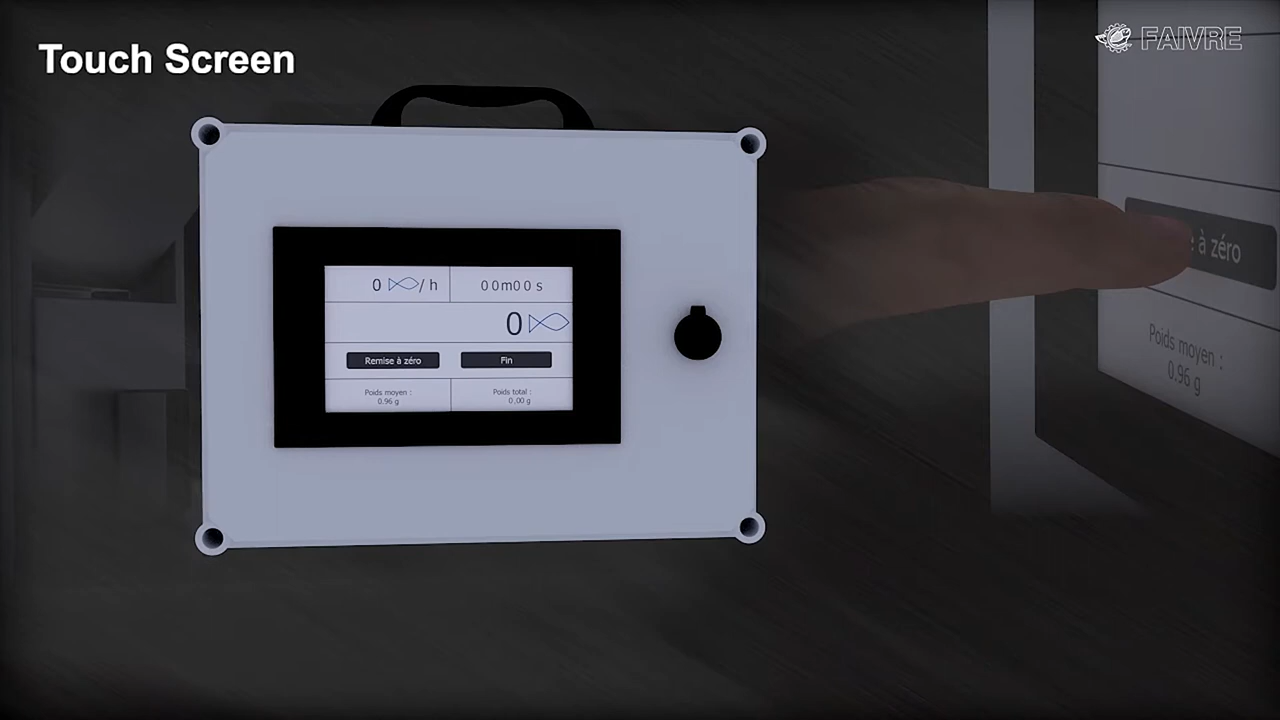 Touch Screen
FAIVRE
0 / h
00m00 s
0
Remise à zéro
Fin
Poids moyen :
0.96 g
Poids total :
0,00 g
e à zéro
Poids moyen :
0.96 g